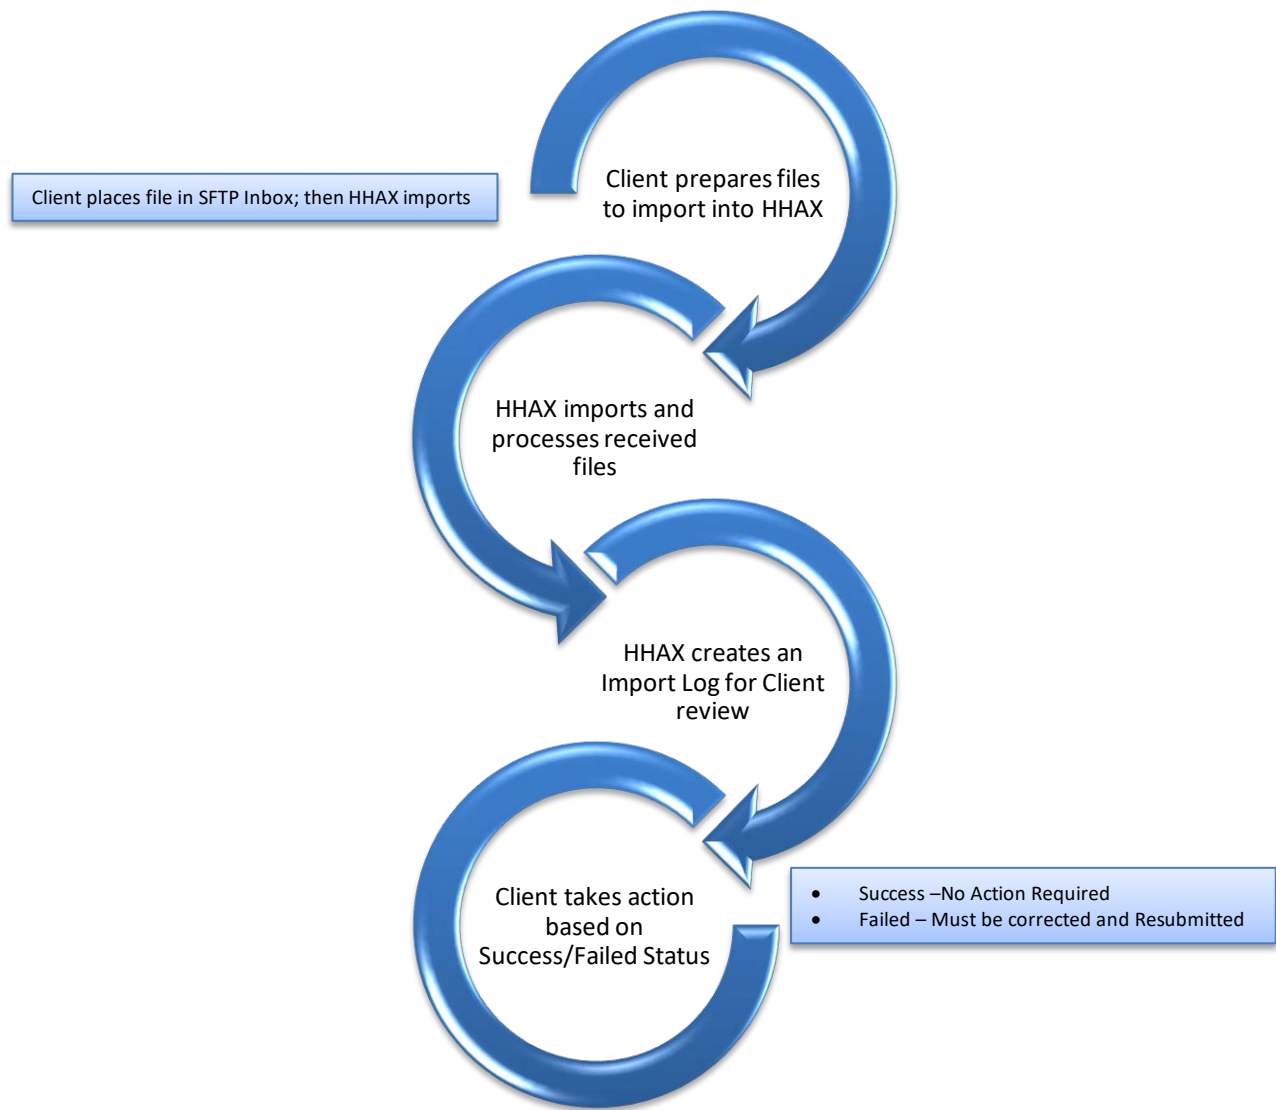 Client prepares files
to import into HHAX
Client places file in SFTP Inbox; then HHAX imports
HHAX imports and
processes received
files
HHAX creates an
Import Log for Client
review
Client takes action
based on
Success/Failed Status
• Success –No Action Required
• Failed – Must be corrected and Resubmitted